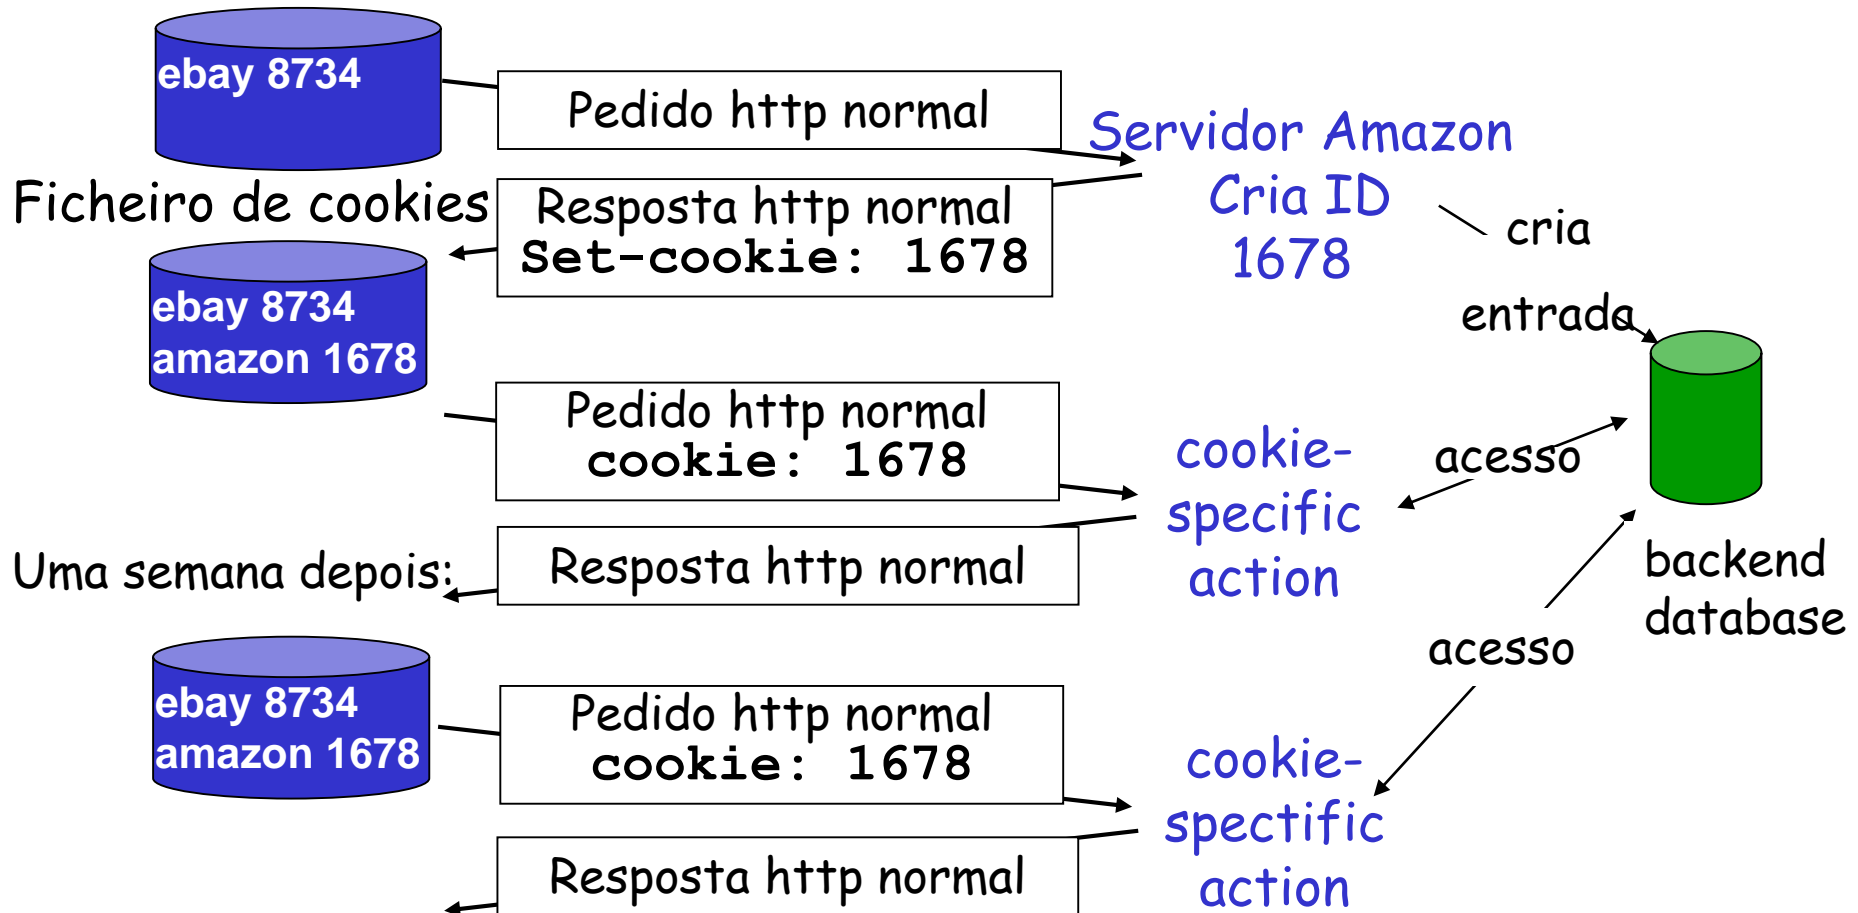 ebay 8734
Pedido http normal
Servidor Amazon
Cria ID
1678
Ficheiro de cookies
Resposta http normal
Set-cookie: 1678
cria
entrada
ebay 8734
amazon 1678
Pedido http normal
cookie: 1678
cookie-
specific
action
acesso
Uma semana depois:
Resposta http normal
backend
database
acesso
ebay 8734
amazon 1678
Pedido http normal
cookie: 1678
cookie-
spectific
action
Resposta http normal